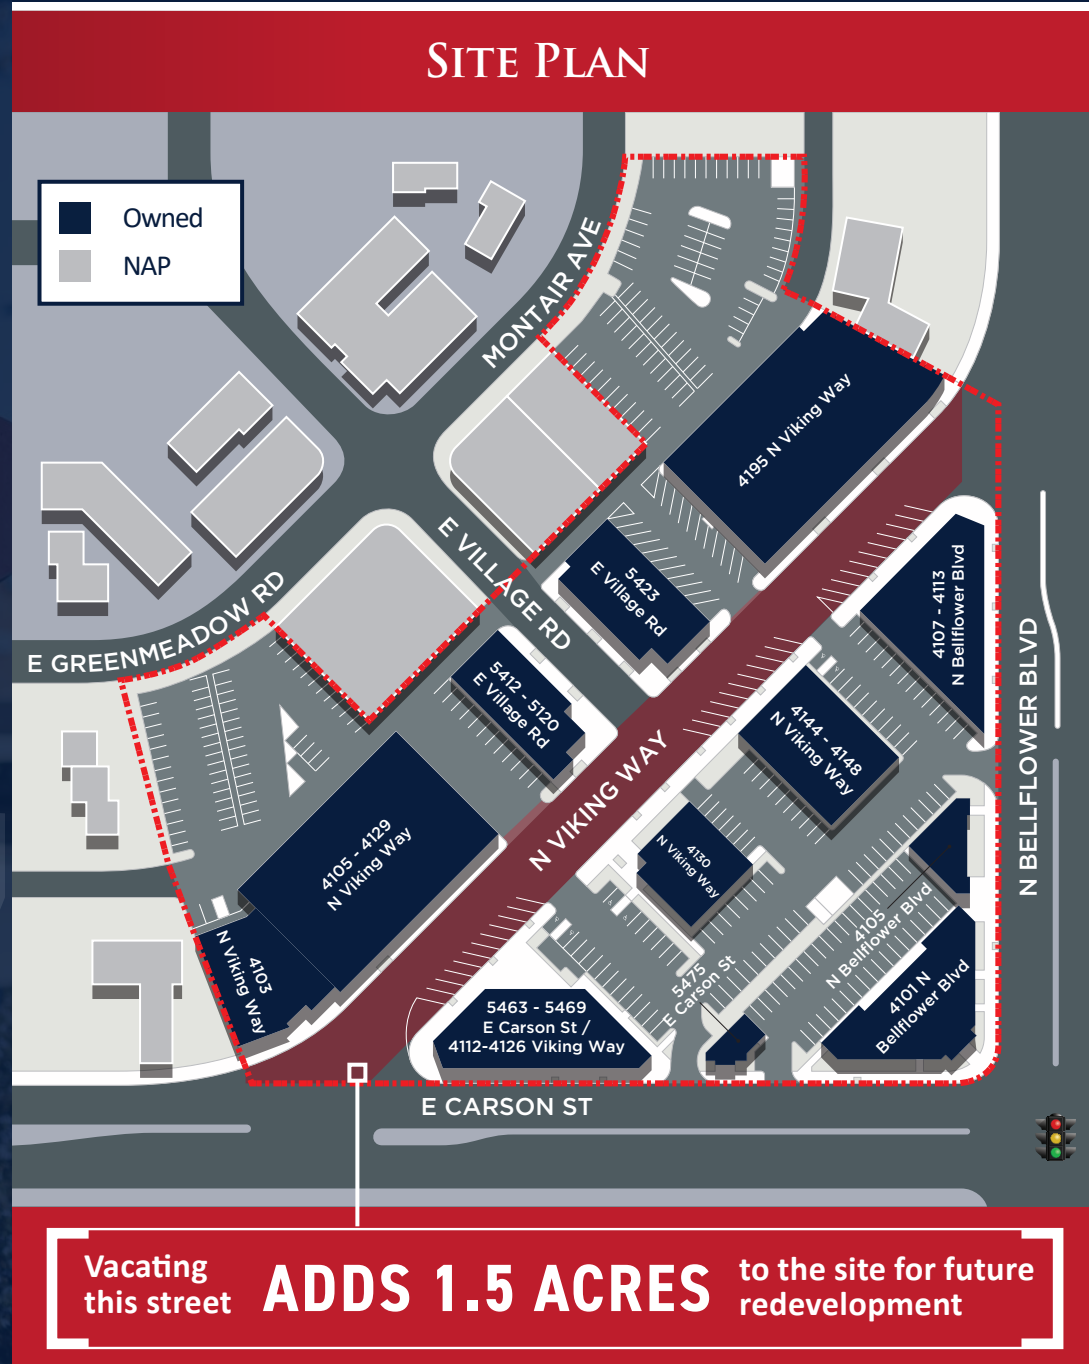 SITE PLAN
Owned
NAP
MONTAIR AVE
4195 N Viking Way
E VILLAGE RD
5423
E Village Rd
4107 - 4113
N Bellflower Blvd
E GREENMEADOW RD
5412 - 5120
E Village Rd
4144 - 4148
N Viking Way
N BELLFLOWER BLVD
N VIKING WAY
4105 - 4129
N Viking Way
4130
N Viking Way
4105
N Bellflower Blvd
4103
N Viking Way
5475
E Carson St
4101 N
Bellflower Blvd
5463 - 5469
E Carson St /
4112-4126 Viking Way
E CARSON ST
Vacating
this street
ADDS 1.5 ACRES
to the site for future
redevelopment